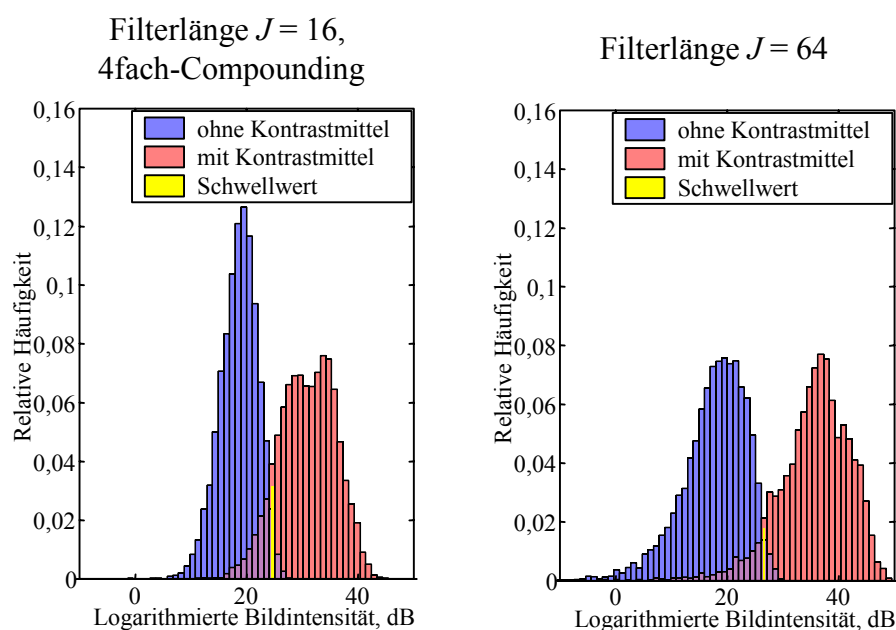 Filterlänge J = 16,
4fach-Compounding
0,16
0,14
0,12
0,1
0,08
0,06
0,04
0,02
0
Relative Häufigkeit
ohne Kontrastmittel
mit Kontrastmittel
Schwellwert
0
20
40
Logarithmierte Bildintensität, dB
Filterlänge J = 64
0,16
0,14
0,12
0,1
0,08
0,06
0,04
0,02
0
Relative Häufigkeit
ohne Kontrastmittel
mit Kontrastmittel
Schwellwert
0
20
40
Logarithmierte Bildintensität, dB